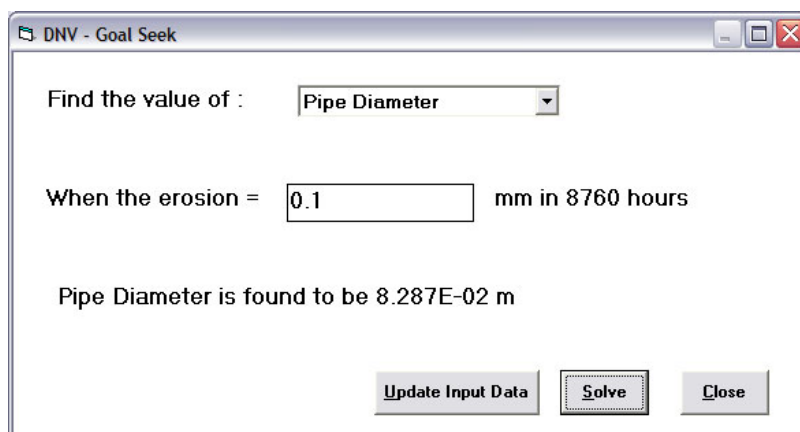 DNV - Goal Seek
Find the value of : Pipe Diameter
When the erosion = 0.1 mm in 8760 hours
Pipe Diameter is found to be 8.287E-02 m
Update Input Data Solve Close